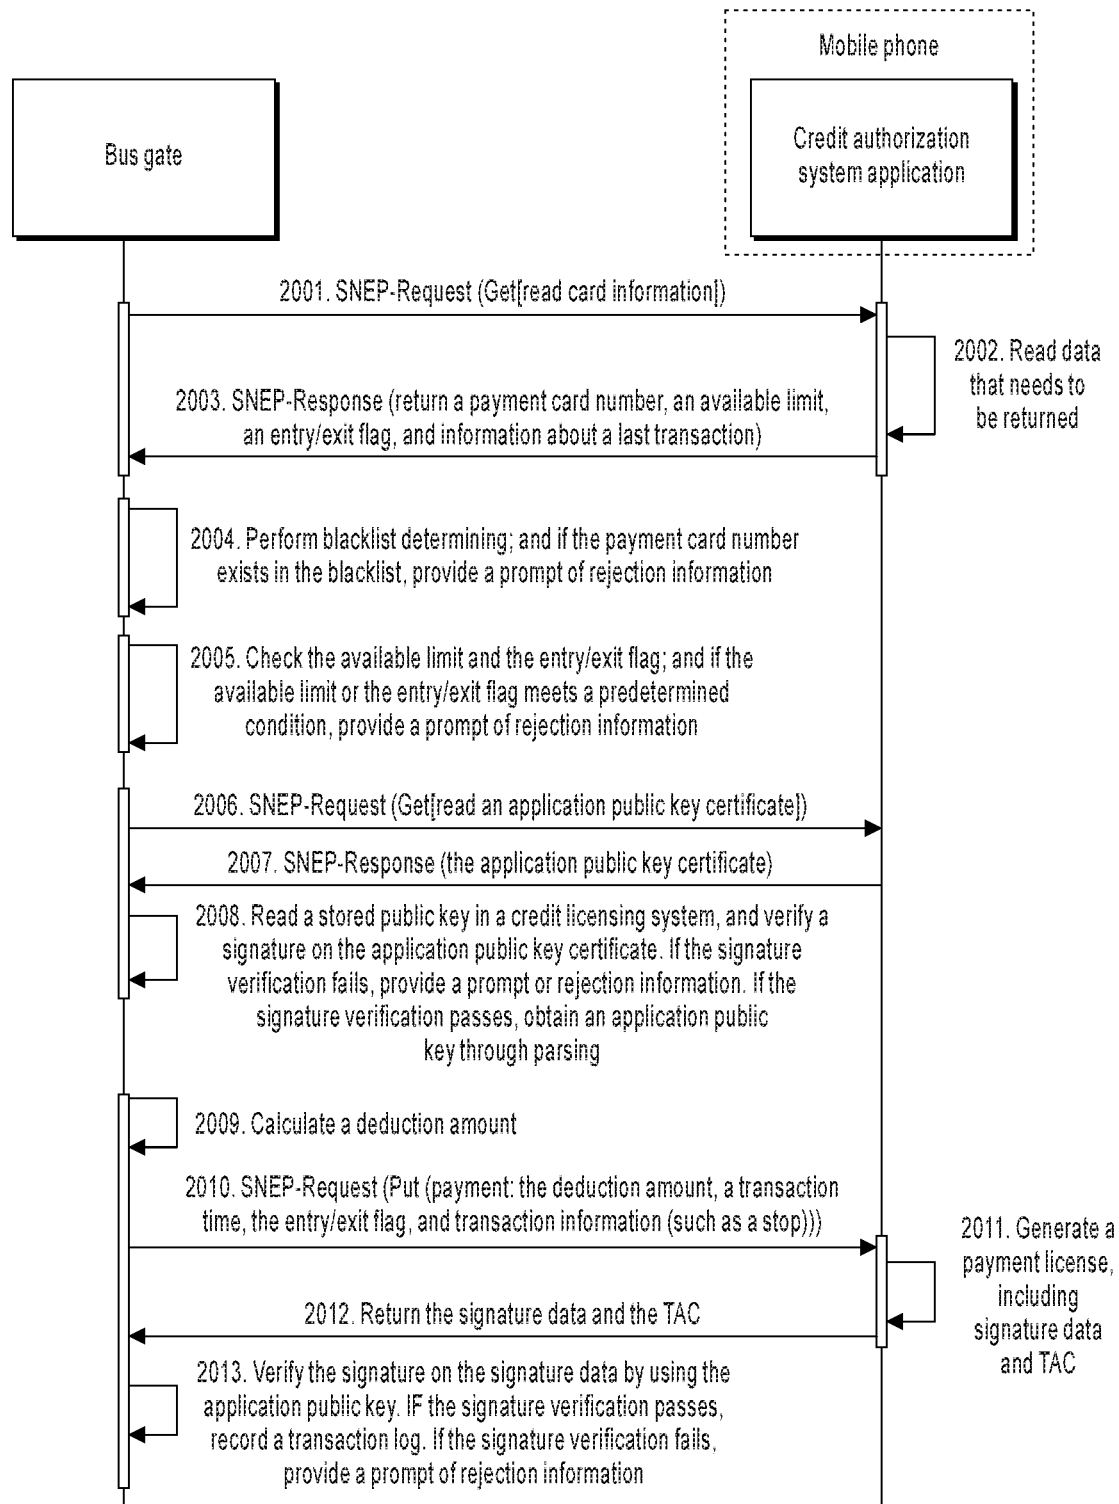 Mobile phone
Bus gate
Credit authorization
system application
2001. SNEP-Request (Get[read card information])
2002. Read data
that needs to
be returned
2003. SNEP-Response (return a payment card number, an available limit,
an entry/exit flag, and information about a last transaction)
2004. Perform blacklist determining; and if the payment card number
exists in the blacklist, provide a prompt of rejection information
2005. Check the available limit and the entry/exit flag; and if the
available limit or the entry/exit flag meets a predetermined
condition, provide a prompt of rejection information
2006. SNEP-Request (Get[read an application public key certificate])
2007. SNEP-Response (the application public key certificate)
2008. Read a stored public key in a credit licensing system, and verify a
signature on the application public key certificate. If the signature
verification fails, provide a prompt or rejection information. If the
signature verification passes, obtain an application public
key through parsing
2009. Calculate a deduction amount
2010. SNEP-Request (Put (payment: the deduction amount, a transaction
time, the entry/exit flag, and transaction information (such as a stop)))
2011. Generate a
payment license,
including
signature data
and TAC
2012. Return the signature data and the TAC
2013. Verify the signature on the signature data by using the
application public key. IF the signature verification passes,
record a transaction log. If the signature verification fails,
provide a prompt of rejection information